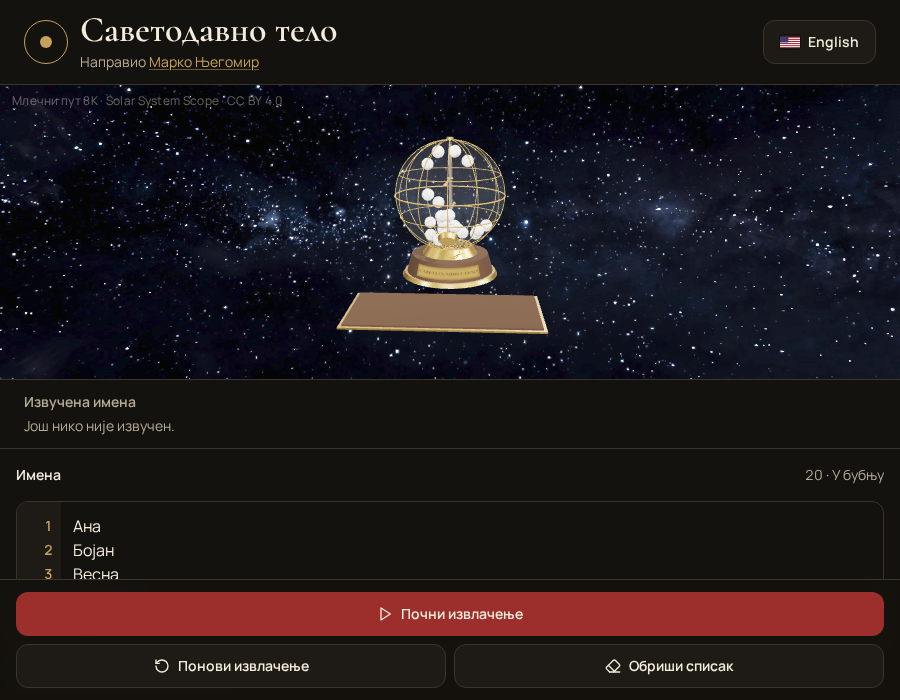 Саветодавно тело
Направио Марко Његомир
English
Млечни пут 8K · Solar System Scope · CC BY 4.0
Извучена имена
Још нико није извучен.
Имена
20 · У бубњу
1 Ана
2 Бојан
3 Весна
Почни извлачење
Понови извлачење
Обриши списак